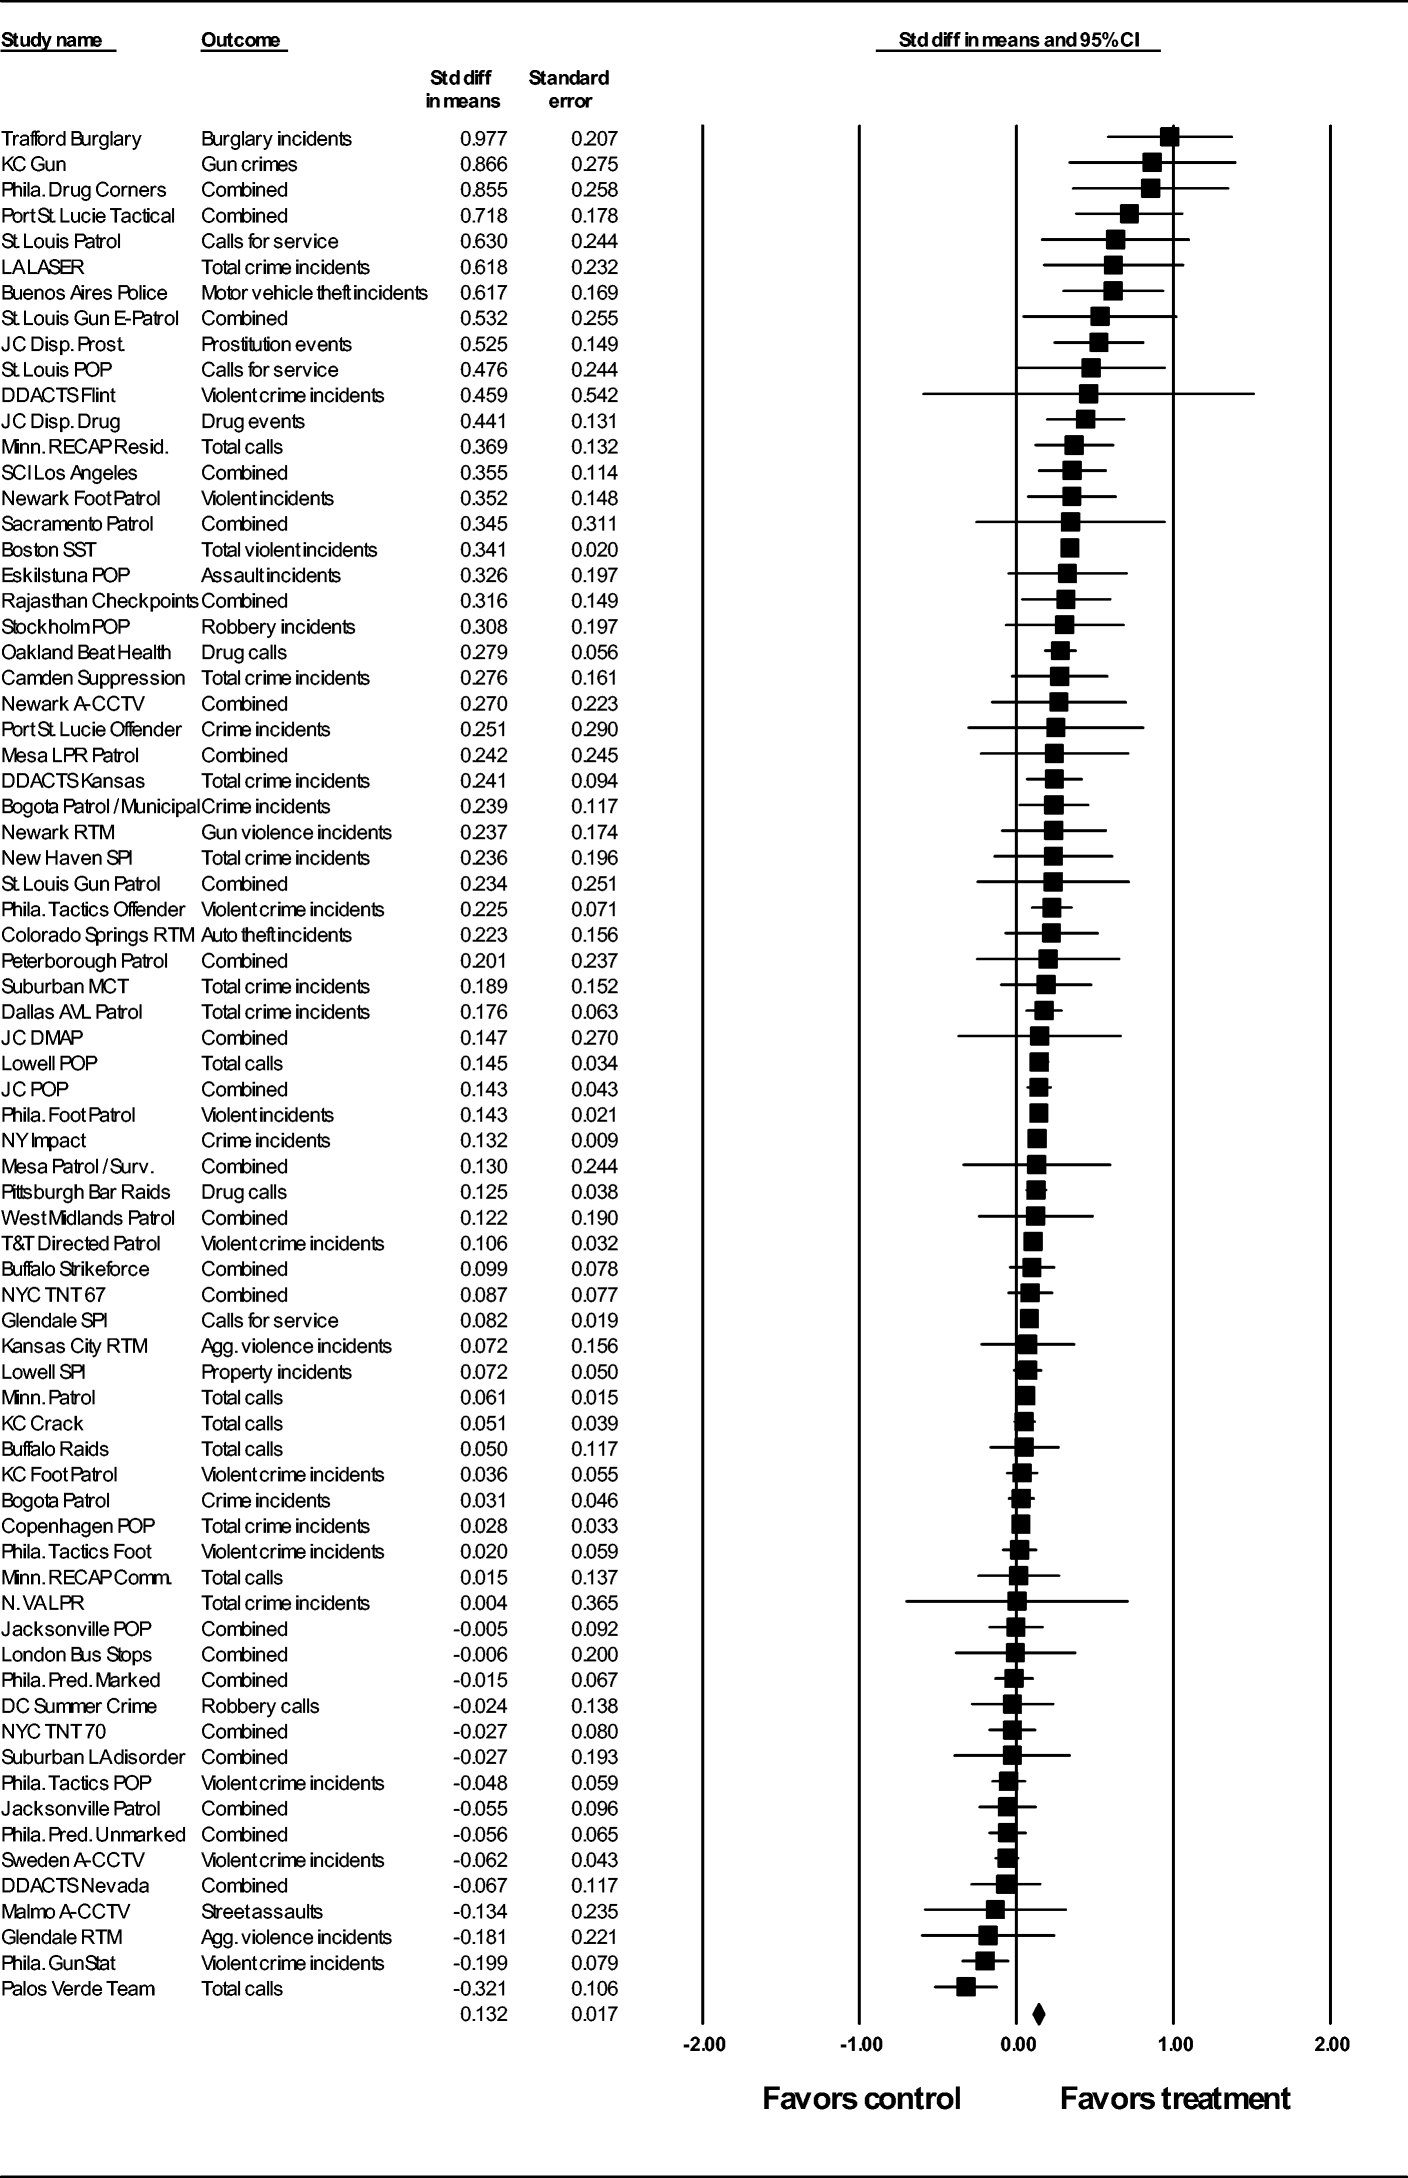 Study name Outcome Std diff in means and 95% CI
Std diff Standard
in means error
Trafford Burglary Burglary incidents 0.977 0.207
KC Gun Gun crimes 0.866 0.275
Phila. Drug Corners Combined 0.855 0.258
Port St. Lucie Tactical Combined 0.718 0.178
St. Louis Patrol Calls for service 0.630 0.244
LA LASER Total crime incidents 0.618 0.232
Buenos Aires Police Motor vehicle theft incidents 0.617 0.169
St. Louis Gun E-Patrol Combined 0.532 0.255
JC Disp. Prost. Prostitution events 0.525 0.149
St. Louis POP Calls for service 0.476 0.244
DDACTS Flint Violent crime incidents 0.459 0.542
JC Disp. Drug Drug events 0.441 0.131
Minn. RECAP Resid. Total calls 0.369 0.132
SCI Los Angeles Combined 0.355 0.114
Newark Foot Patrol Violent incidents 0.352 0.148
Sacramento Patrol Combined 0.345 0.311
Boston SST Total violent incidents 0.341 0.020
Eskilstuna POP Assault incidents 0.326 0.197
Rajasthan Checkpoints Combined 0.316 0.149
Stockholm POP Robbery incidents 0.308 0.197
Oakland Beat Health Drug calls 0.279 0.056
Camden Suppression Total crime incidents 0.276 0.161
Newark A-CCTV Combined 0.270 0.223
Port St. Lucie Offender Crime incidents 0.251 0.290
Mesa LPR Patrol Combined 0.242 0.245
DDACTS Kansas Total crime incidents 0.241 0.094
Bogota Patrol / Municipal Crime incidents 0.239 0.117
Newark RTM Gun violence incidents 0.237 0.174
New Haven SPI Total crime incidents 0.236 0.196
St. Louis Gun Patrol Combined 0.234 0.251
Phila. Tactics Offender Violent crime incidents 0.225 0.071
Colorado Springs RTM Auto theft incidents 0.223 0.156
Peterborough Patrol Combined 0.201 0.237
Suburban MCT Total crime incidents 0.189 0.152
Dallas AVL Patrol Total crime incidents 0.176 0.063
JC DMAP Combined 0.147 0.270
Lowell POP Total calls 0.145 0.034
JC POP Combined 0.143 0.043
Phila. Foot Patrol Violent incidents 0.143 0.021
NY Impact Crime incidents 0.132 0.009
Mesa Patrol / Surv. Combined 0.130 0.244
Pittsburgh Bar Raids Drug calls 0.125 0.038
West Midlands Patrol Combined 0.122 0.190
T&T Directed Patrol Violent crime incidents 0.106 0.032
Buffalo Strikeforce Combined 0.099 0.078
NYC TNT 67 Combined 0.087 0.077
Glendale SPI Calls for service 0.082 0.019
Kansas City RTM Agg. violence incidents 0.072 0.156
Lowell SPI Property incidents 0.072 0.050
Minn. Patrol Total calls 0.061 0.015
KC Crack Total calls 0.051 0.039
Buffalo Raids Total calls 0.050 0.117
KC Foot Patrol Violent crime incidents 0.036 0.055
Bogota Patrol Crime incidents 0.031 0.046
Copenhagen POP Total crime incidents 0.028 0.033
Phila. Tactics Foot Violent crime incidents 0.020 0.059
Minn. RECAP Comm. Total calls 0.015 0.137
N. VA LPR Total crime incidents 0.004 0.365
Jacksonville POP Combined -0.005 0.092
London Bus Stops Combined -0.006 0.200
Phila. Pred. Marked Combined -0.015 0.067
DC Summer Crime Robbery calls -0.024 0.138
NYC TNT 70 Combined -0.027 0.080
Suburban LA disorder Combined -0.027 0.193
Phila. Tactics POP Violent crime incidents -0.048 0.059
Jacksonville Patrol Combined -0.055 0.096
Phila. Pred. Unmarked Combined -0.056 0.065
Sweden A-CCTV Violent crime incidents -0.062 0.043
DDACTS Nevada Combined -0.067 0.117
Malmo A-CCTV Street assaults -0.134 0.235
Glendale RTM Agg. violence incidents -0.181 0.221
Phila. GunStat Violent crime incidents -0.199 0.079
Palos Verde Team Total calls -0.321 0.106
0.132 0.017
-2.00 -1.00 0.00 1.00 2.00
Favors control Favors treatment